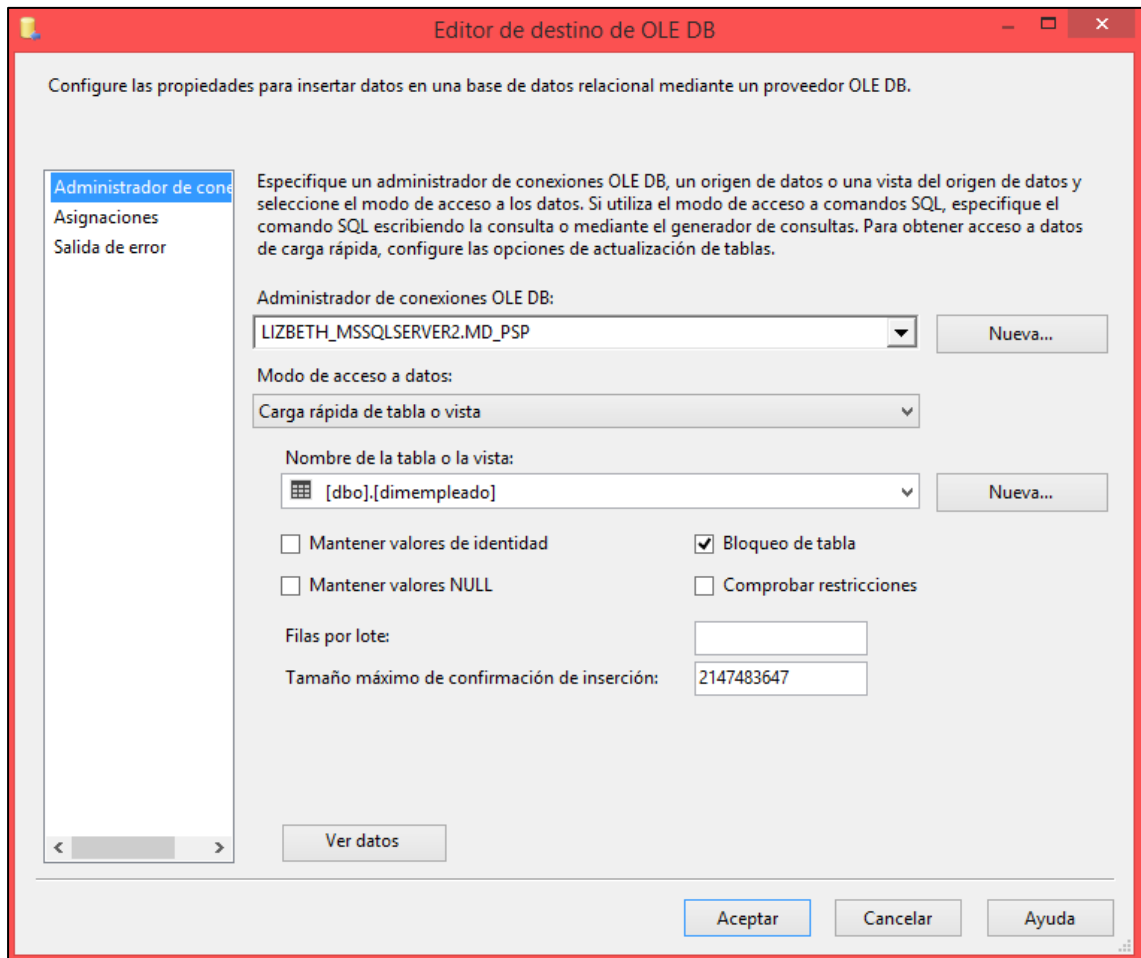 Editor de destino de OLE DB
Configure las propiedades para insertar datos en una base de datos relacional mediante un proveedor OLE DB.
Administrador de cone
Asignaciones
Salida de error
Especifique un administrador de conexiones OLE DB, un origen de datos o una vista del origen de datos y
seleccione el modo de acceso a los datos. Si utiliza el modo de acceso a comandos SQL, especifique el
comando SQL escribiendo la consulta o mediante el generador de consultas. Para obtener acceso a datos
de carga rápida, configure las opciones de actualización de tablas.
Administrador de conexiones OLE DB:
LIZBETH_MSSQLSERVER2.MD_PSP
Nueva...
Modo de acceso a datos:
Carga rápida de tabla o vista
Nombre de la tabla o la vista:
[dbo].[dimempleado]
Nueva...
Mantener valores de identidad
Bloqueo de tabla
Mantener valores NULL
Comprobar restricciones
Filas por lote:
Tamaño máximo de confirmación de inserción:
2147483647
Ver datos
Aceptar
Cancelar
Ayuda